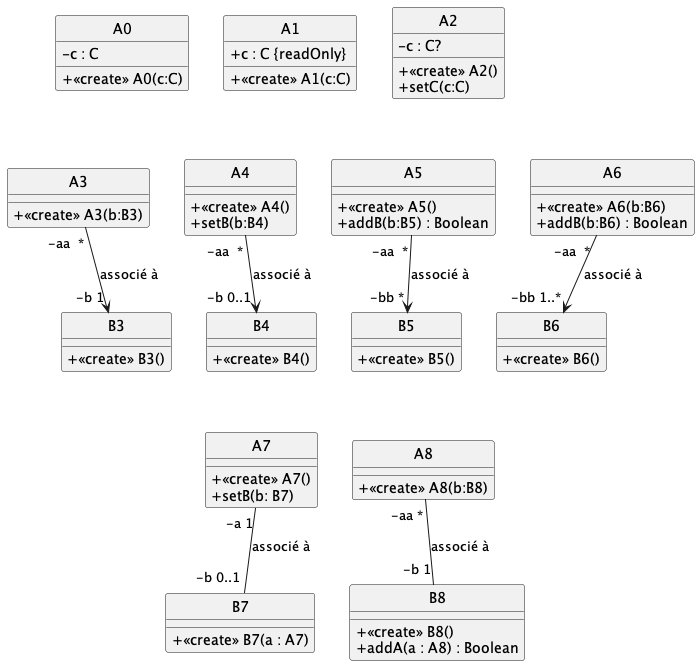 A0
-c : C
+«create» A0(c:C)
A1
+c : C {readOnly}
+«create» A1(c:C)
A2
-c : C?
+«create» A2()
+setC(c:C)
A3
+«create» A3(b:B3)
A4
+«create» A4()
+setB(b:B4)
A5
+«create» A5()
+addB(b:B5) : Boolean
A6
+«create» A6(b:B6)
+addB(b:B6) : Boolean
-aa *
associé à
-b 1
-aa *
associé à
-b 0..1
-aa *
associé à
-bb *
-aa *
associé à
-bb 1..*
B3
+«create» B3()
B4
+«create» B4()
B5
+«create» B5()
B6
+«create» B6()
A7
+«create» A7()
+setB(b: B7)
A8
+«create» A8(b:B8)
-a 1
associé à
-b 0..1
-aa *
associé à
-b 1
B7
+«create» B7(a : A7)
B8
+«create» B8()
+addA(a : A8) : Boolean